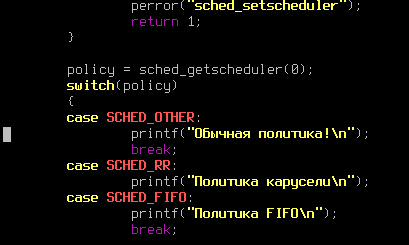 perror("sched_setscheduler");
return 1;
}
policy = sched_getscheduler(0);
switch(policy)
{
case SCHED_OTHER:
printf("Обычная политика!\n");
break;
case SCHED_RR:
printf("Политика карусели\n");
break;
case SCHED_FIFO:
printf("Политика FIFO\n");
break;